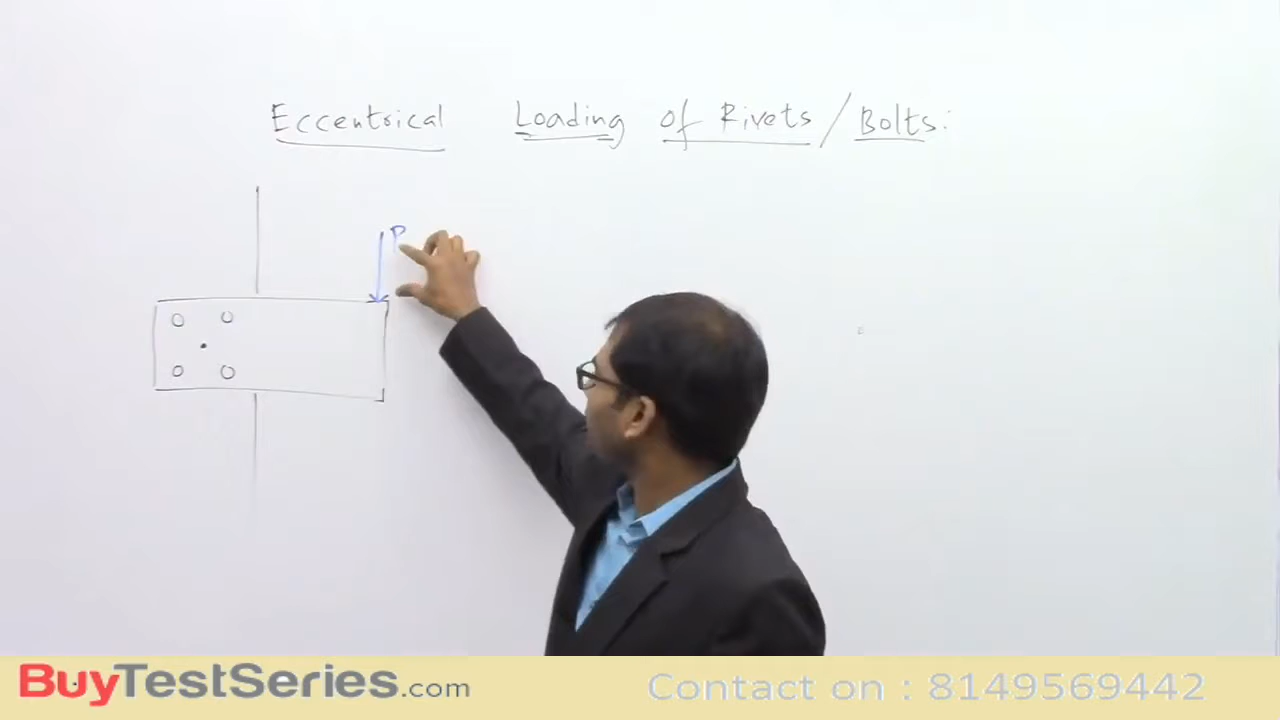 Eccentrical Loading of Rivets / Bolts:
P
BuyTestSeries.com
Contact on : 8149569442